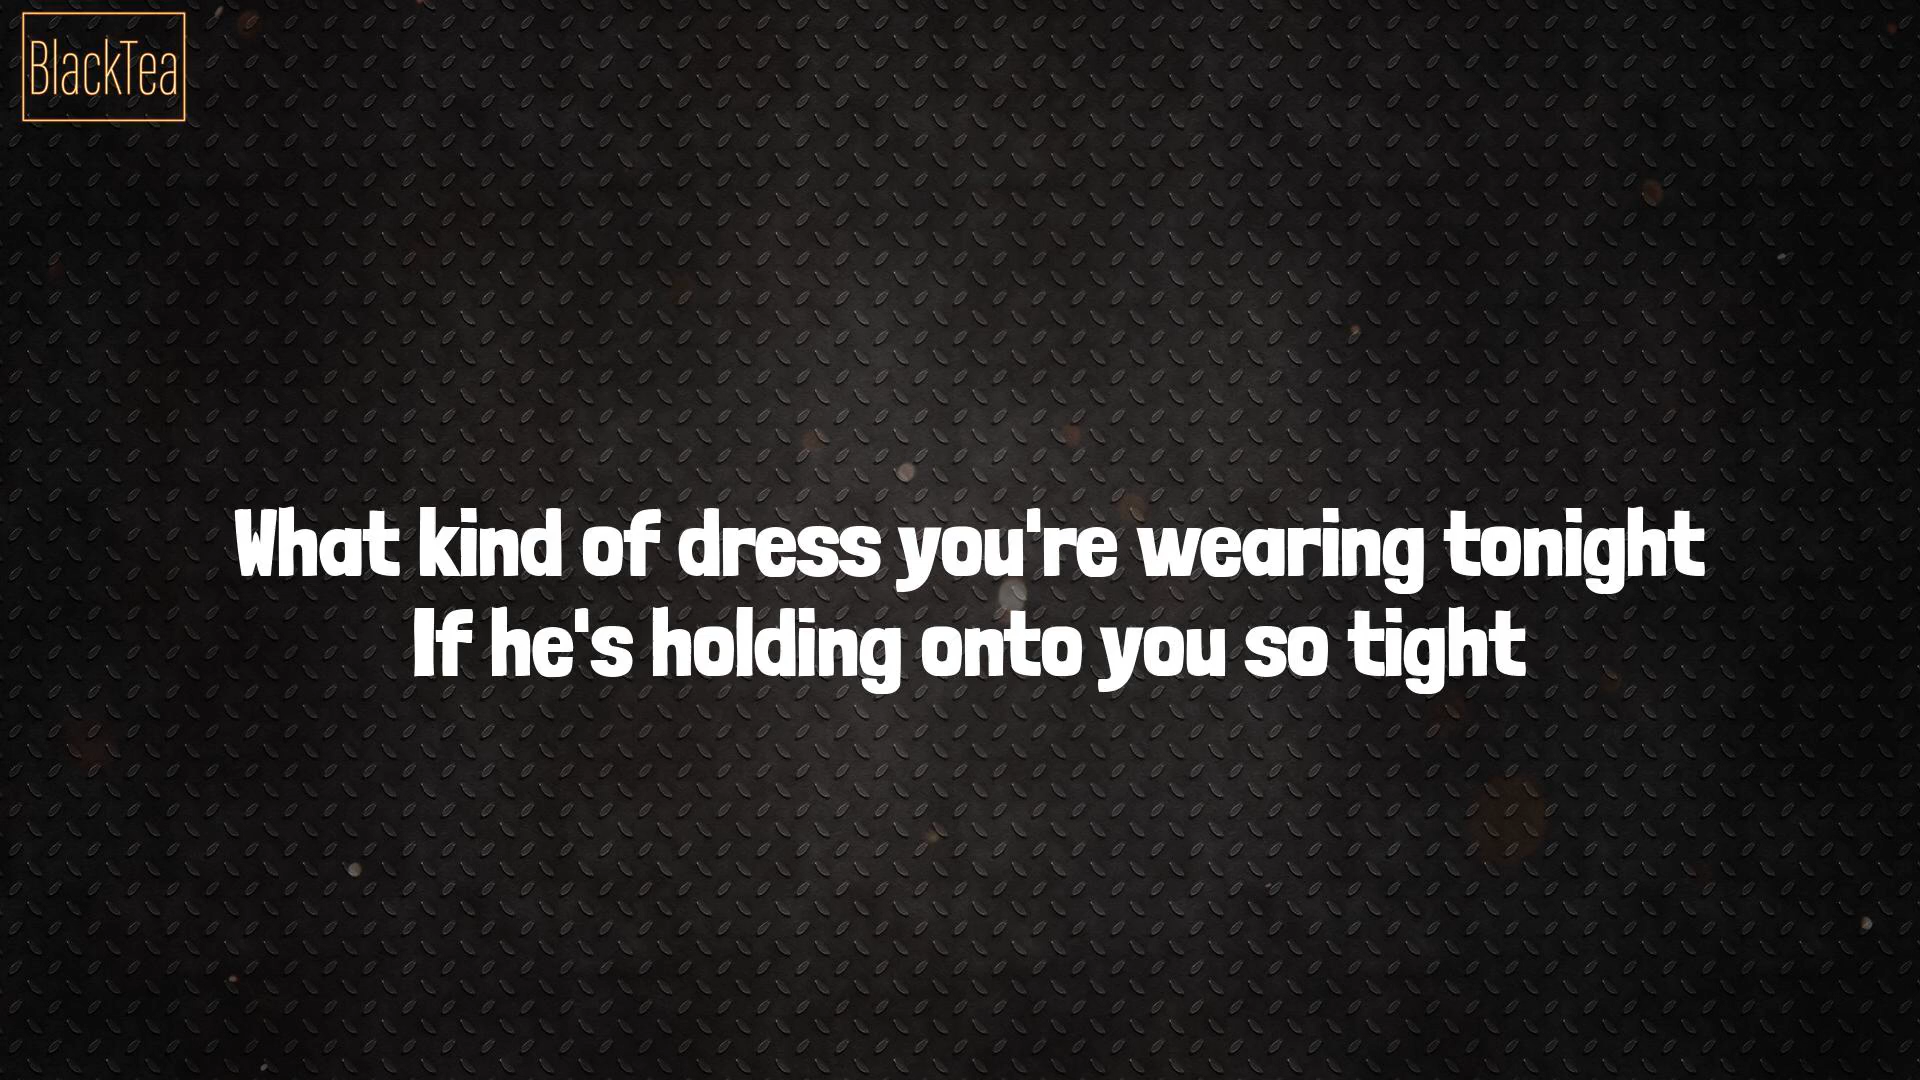 BlackTea
What kind of dress you're wearing tonight
If he's holding onto you so tight